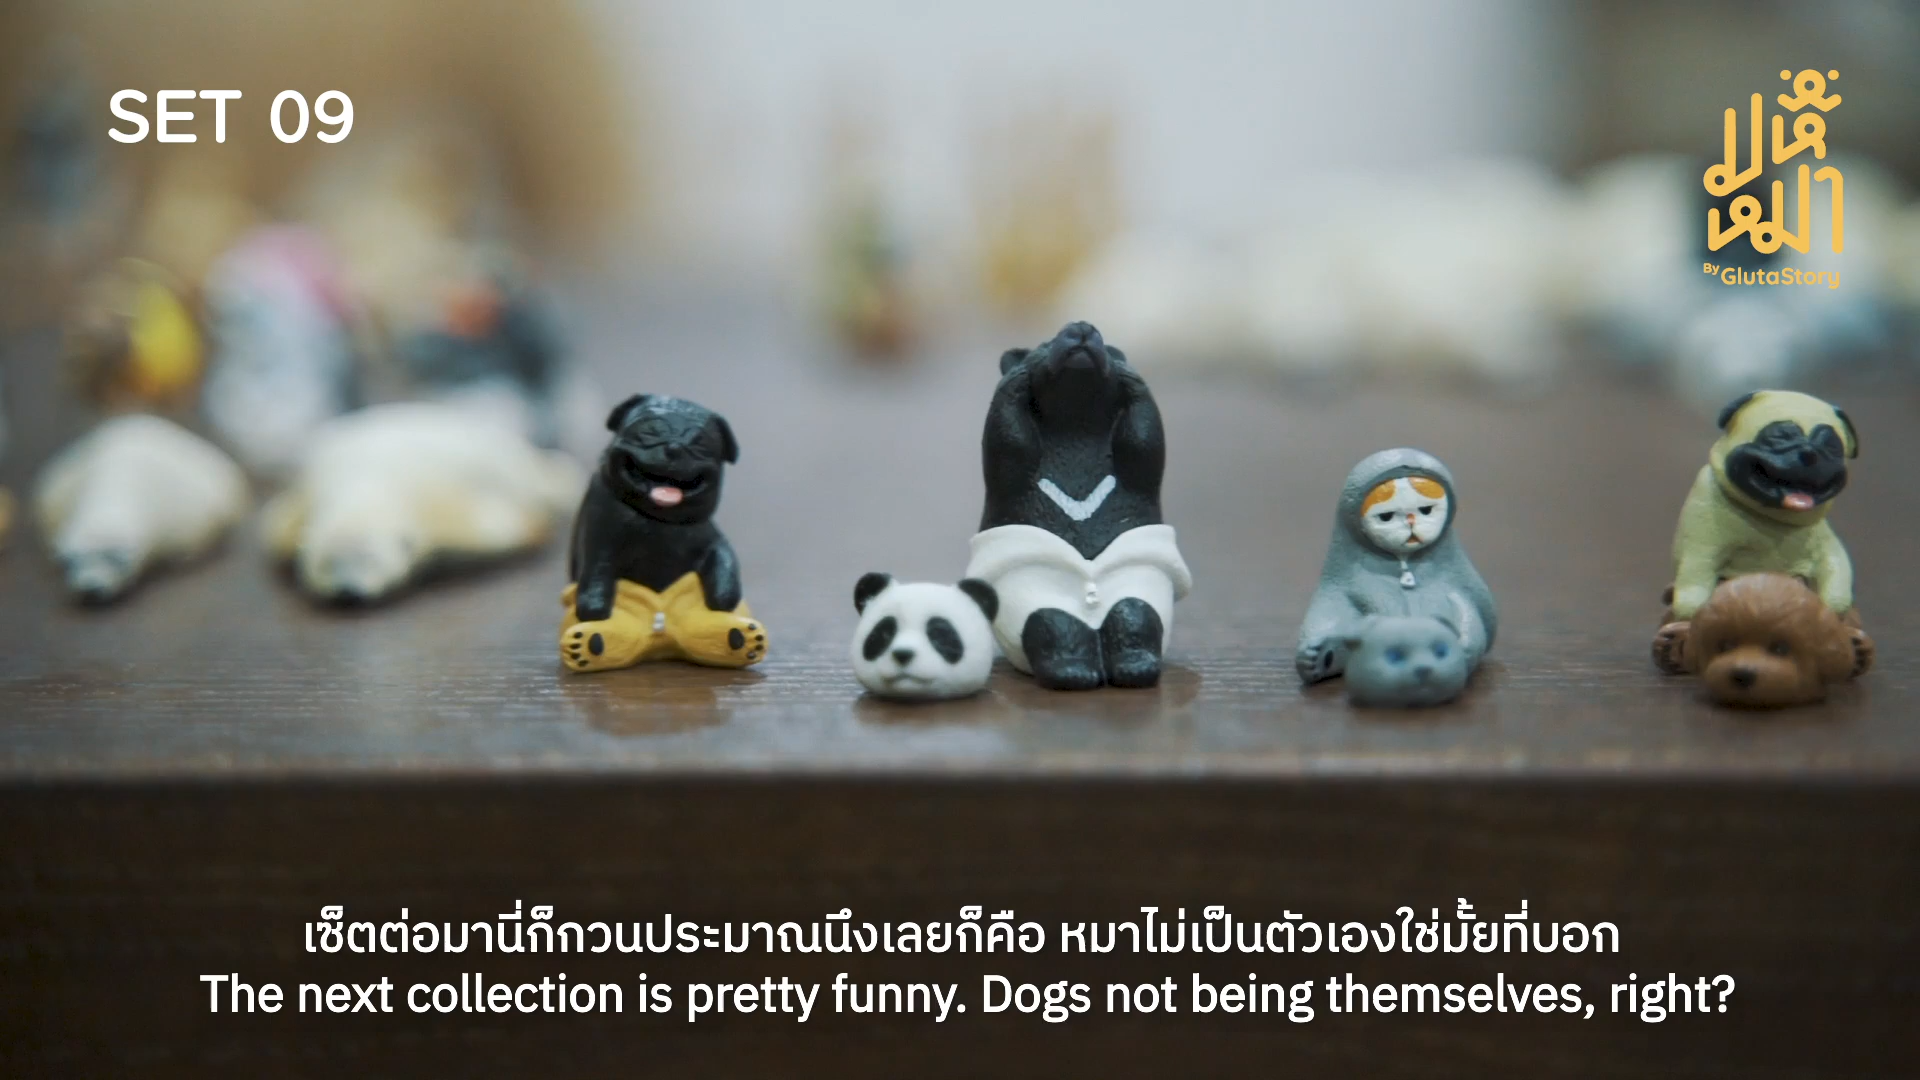 SET 09
มหึหมา
By GlutaStory
เซ็ตต่อมานี่ก็กวนประมาณนึงเลยก็คือ หมาไม่เป็นตัวเองใช่มั้ยที่บอก
The next collection is pretty funny. Dogs not being themselves, right?